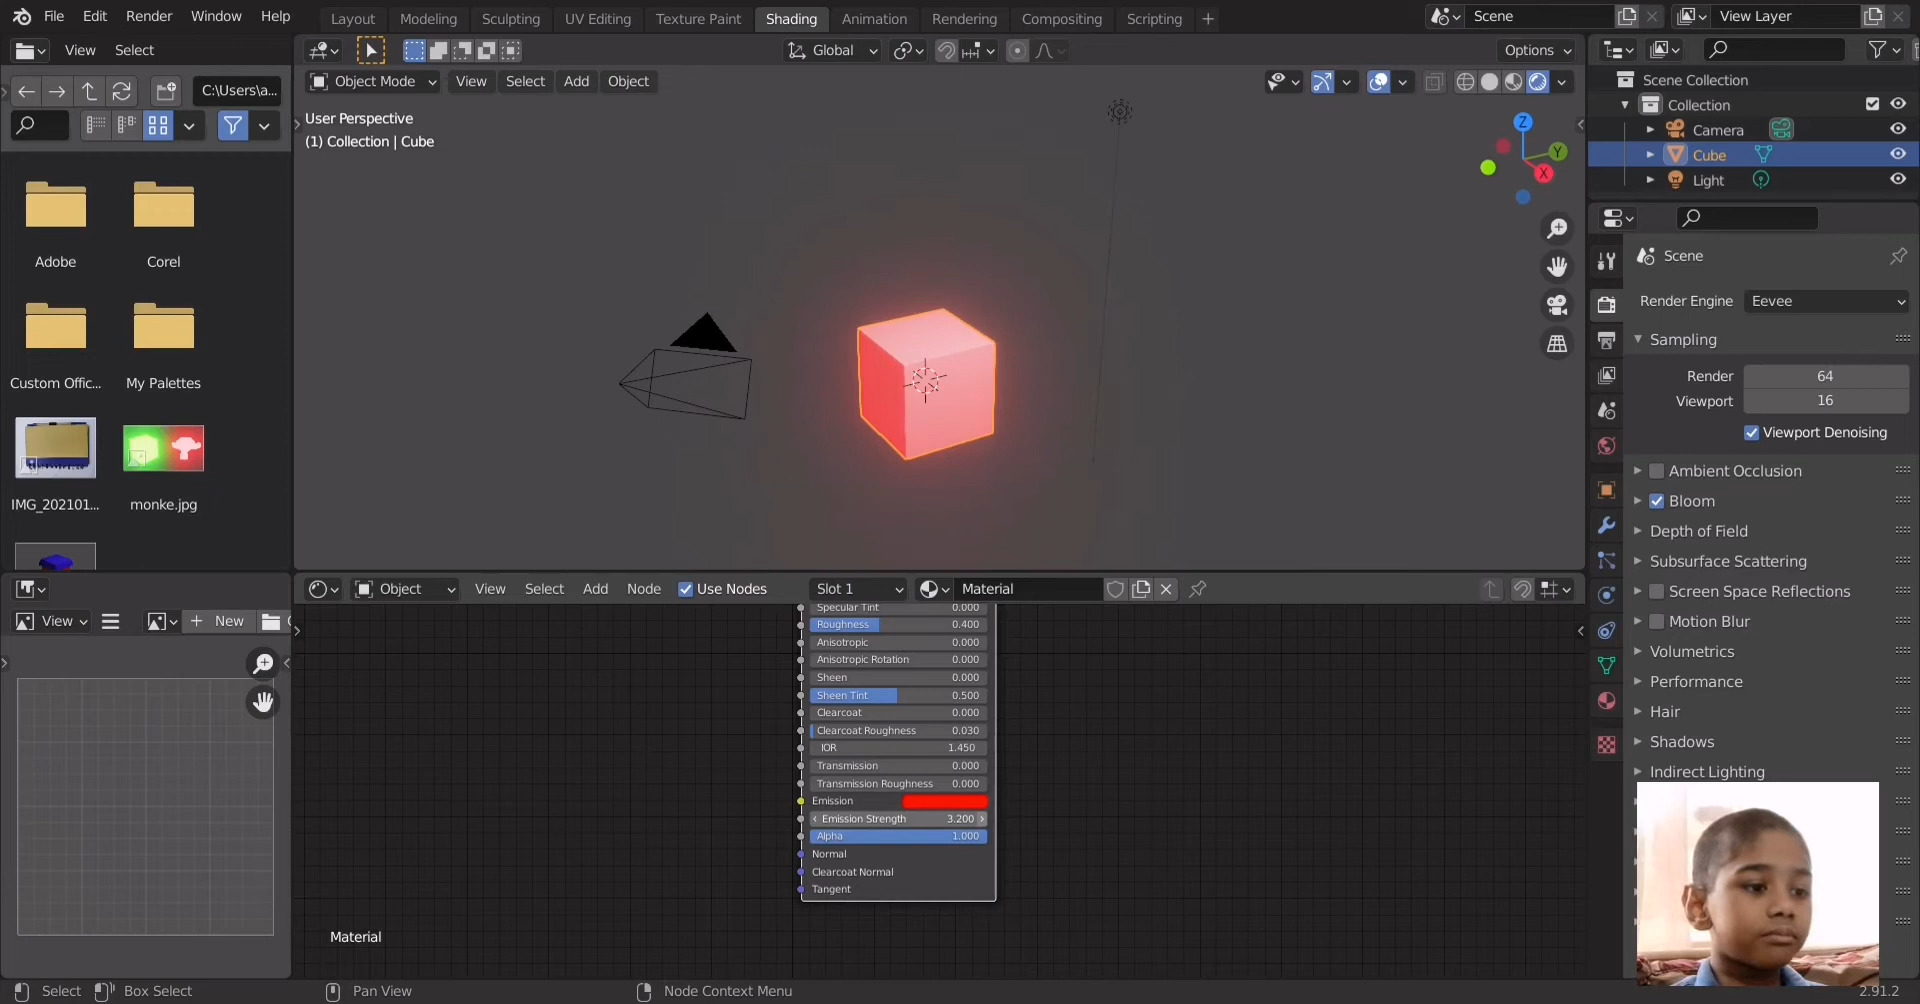 File Edit Render Window Help Layout Modeling Sculpting UV Editing Texture Paint Shading Animation Rendering Compositing Scripting + Scene View Layer
View Select
Global
Options
C:\Users\a...
Object Mode View Select Add Object
User Perspective
(1) Collection | Cube
Z
Y
X
Adobe
Corel
Custom Offic...
My Palettes
IMG_202101...
monke.jpg
Scene Collection
Collection
Camera
Cube
Light
Scene
Render Engine Eevee
Sampling
Render 64
Viewport 16
Viewport Denoising
Ambient Occlusion
Bloom
Depth of Field
Subsurface Scattering
Screen Space Reflections
Motion Blur
Volumetrics
Performance
Hair
Shadows
Indirect Lighting
View
+ New
Object View Select Add Node Use Nodes Slot 1 Material
Specular Tint 0.000
Roughness 0.400
Anisotropic 0.000
Anisotropic Rotation 0.000
Sheen 0.000
Sheen Tint 0.500
Clearcoat 0.000
Clearcoat Roughness 0.030
IOR 1.450
Transmission 0.000
Transmission Roughness 0.000
Emission
Emission Strength 3.200
Alpha 1.000
Normal
Clearcoat Normal
Tangent
Material
Select Box Select Pan View Node Context Menu 2.91.2